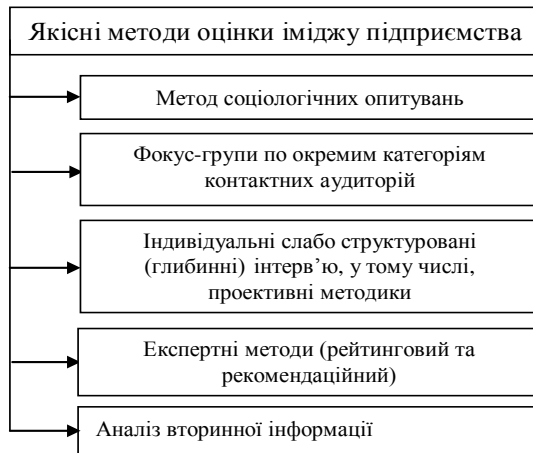 Якісні методи оцінки іміджу підприємства
Метод соціологічних опитувань
Фокус-групи по окремим категоріям
контактних аудиторій
Індивідуальні слабо структуровані
(глибинні) інтерв’ю, у тому числі,
проективні методики
Експертні методи (рейтинговий та
рекомендаційний)
Аналіз вторинної інформації